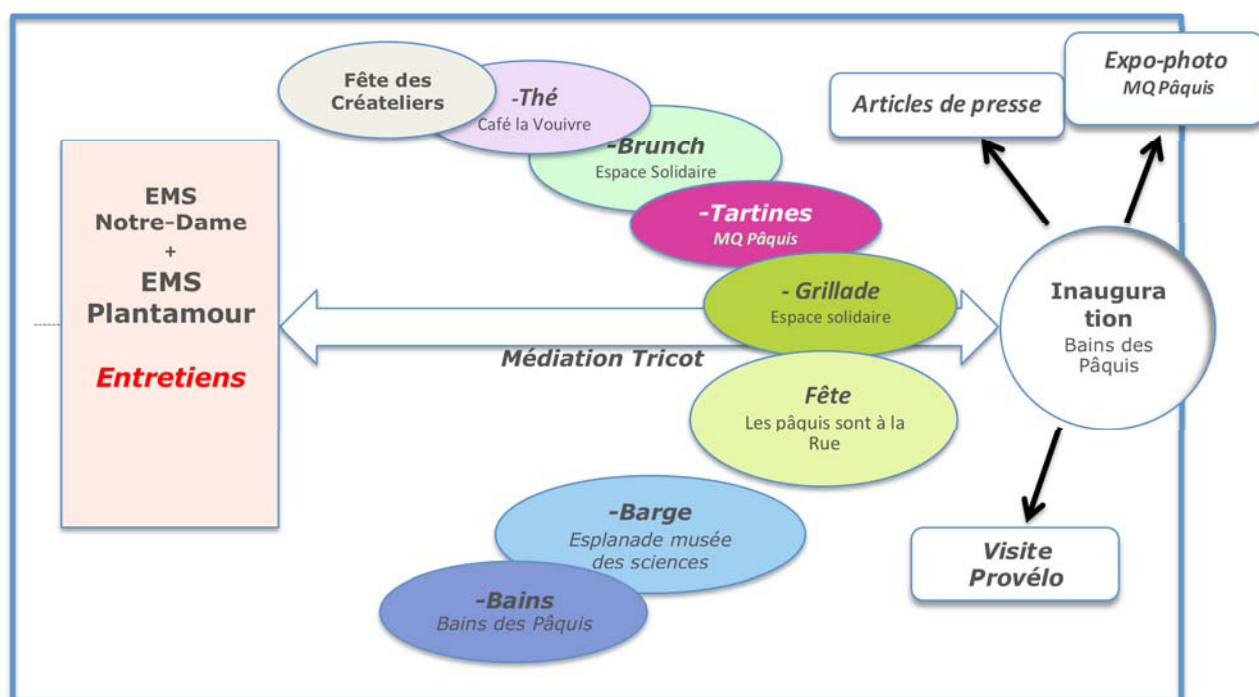 Fête des
Créateliers
-Thé
Café la Vouivre
-Brunch
Espace Solidaire
-Tartines
MQ Pâquis
- Grillade
Espace solidaire
Fête
Les pâquis sont à la
Rue
-Barge
Esplanade musée
des sciences
-Bains
Bains des Pâquis
EMS
Notre-Dame
+
EMS
Plantamour
Entretiens
Médiation Tricot
Articles de presse
Expo-photo
MQ Pâquis
Inaugura
tion
Bains des
Pâquis
Visite
Provélo